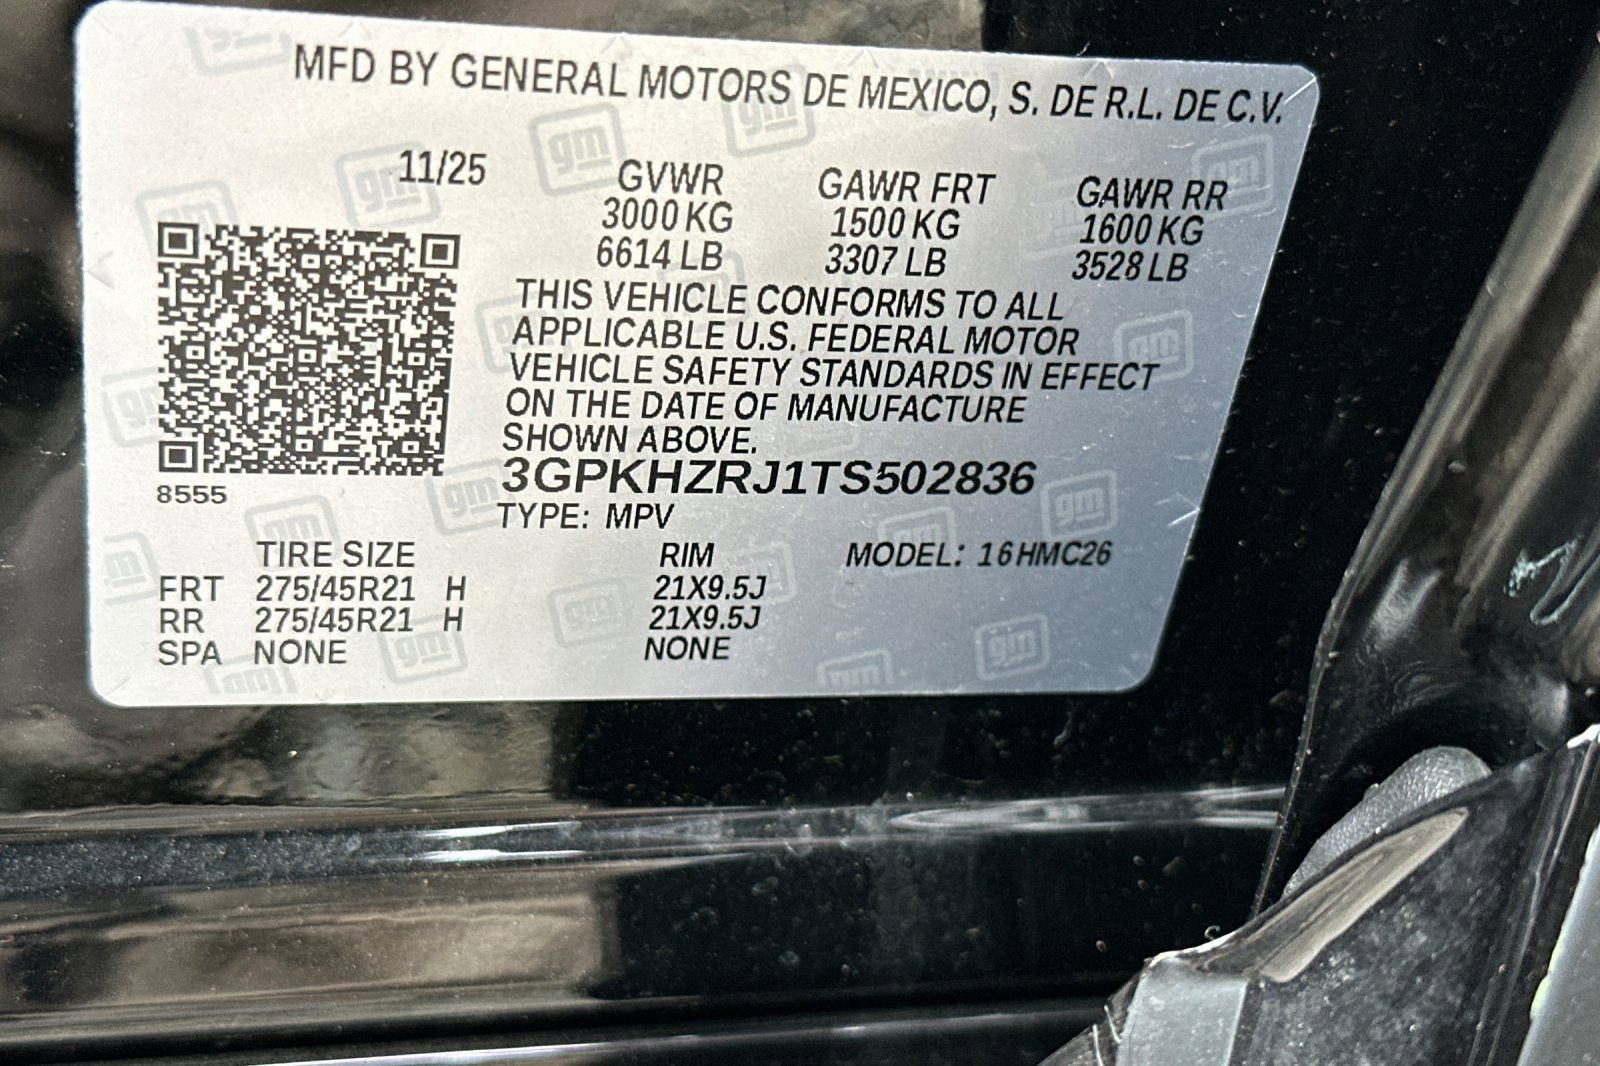 MFD BY GENERAL MOTORS DE MEXICO, S. DE R.L. DE C.V.
11/25 GVWR GAWR FRT GAWR RR
3000 KG 1500 KG 1600 KG
6614 LB 3307 LB 3528 LB
THIS VEHICLE CONFORMS TO ALL
APPLICABLE U.S. FEDERAL MOTOR
VEHICLE SAFETY STANDARDS IN EFFECT
ON THE DATE OF MANUFACTURE
SHOWN ABOVE.
3GPKHZRJ1TS502836
8555
TYPE: MPV
TIRE SIZE RIM MODEL: 16HMC26
FRT 275/45R21 H 21X9.5J
RR 275/45R21 H 21X9.5J
SPA NONE NONE